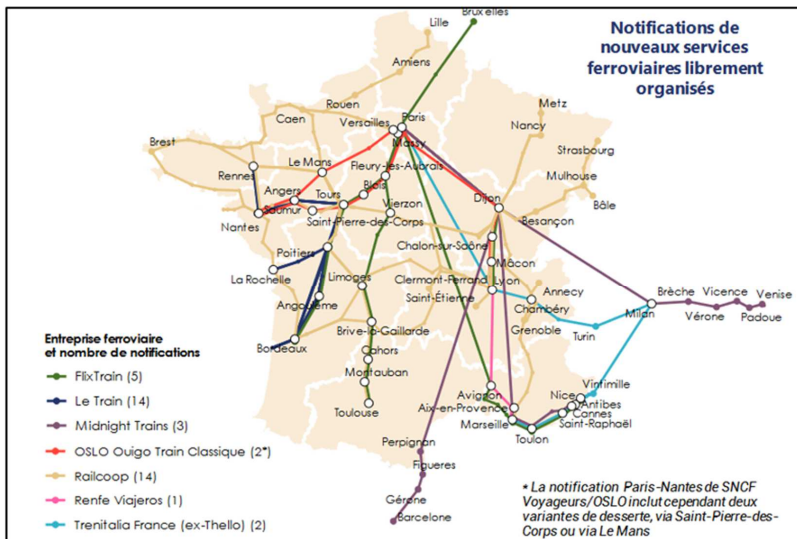 Notifications de
nouveaux services
ferroviaires librement
organisés
Bruxelles
Lille
Amiens
Rouen
Caen
Versailles
Paris
Massy
Metz
Nancy
Strasbourg
Brest
Rennes
Le Mans
Fleury-les-Aubrais
Mulhouse
Bâle
Angers
Tours
Blois
Vierzon
Dijon
Besançon
Nantes
Saumur
Saint-Pierre-des-Corps
Chalon-sur-Saône
Poitiers
Mâcon
La Rochelle
Limoges
Clermont-Ferrand
Lyon
Annecy
Saint-Étienne
Chambéry
Brèche
Vicence
Venise
Milan
Vérone
Padoue
Angoulême
Grenoble
Turin
Bordeaux
Brive-la-Gaillarde
Cahors
Montauban
Toulouse
Avignon
Aix-en-Provence
Marseille
Toulon
Nice
Vintimille
Antibes
Cannes
Saint-Raphaël
Perpignan
Figueres
Gérone
Barcelone
Entreprise ferroviaire
et nombre de notifications
FlixTrain (5)
Le Train (14)
Midnight Trains (3)
OSLO Ouigo Train Classique (2*)
Railcoop (14)
Renfe Viajeros (1)
Trenitalia France (ex-Thello) (2)
* La notification Paris-Nantes de SNCF
Voyageurs/OSLO inclut cependant deux
variantes de desserte, via Saint-Pierre-des-
Corps ou via Le Mans